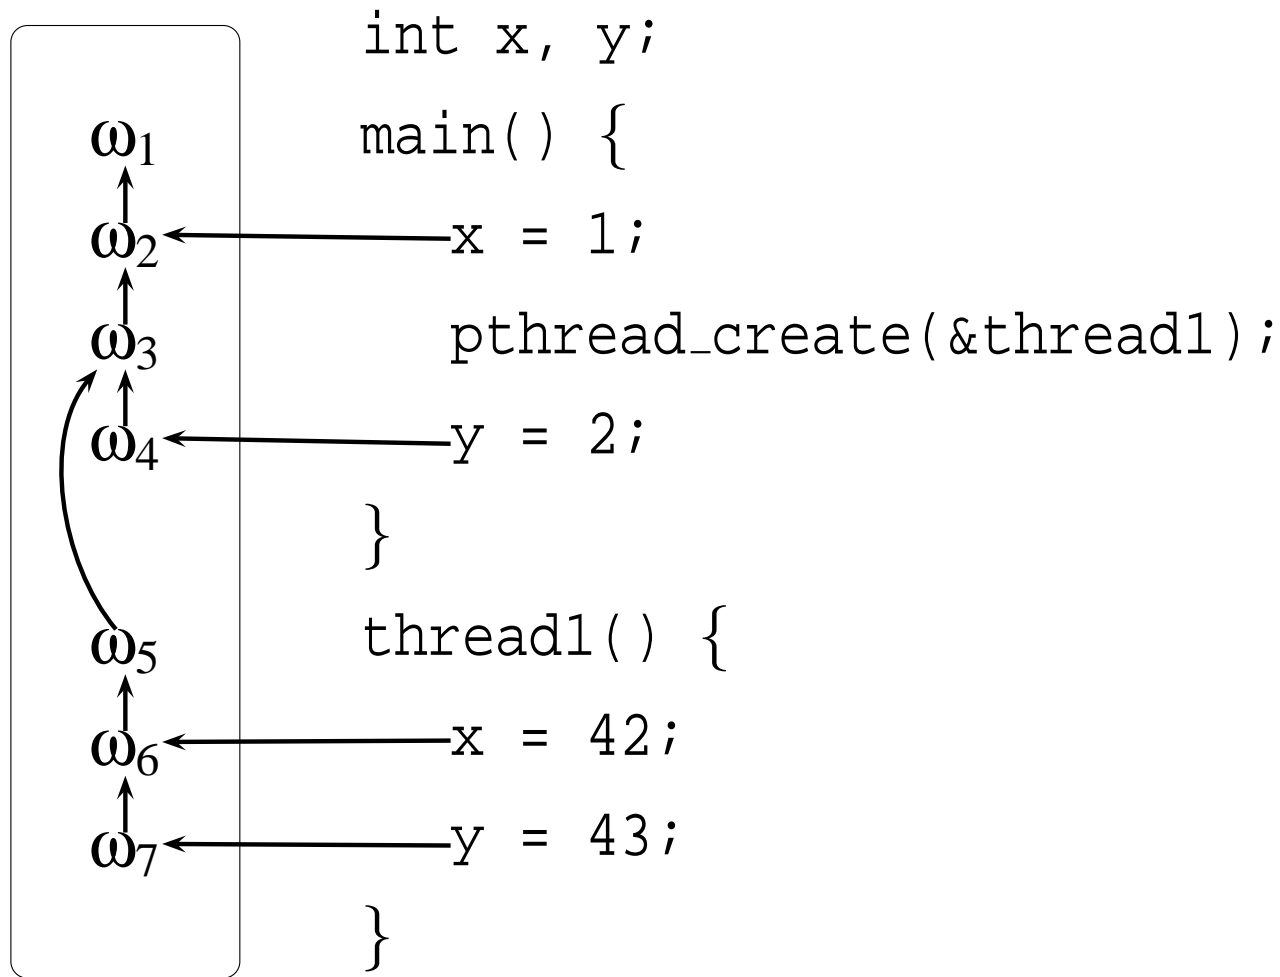 int x, y;
ω1 main() {
ω2 x = 1;
ω3 pthread_create(&thread1);
ω4 y = 2;
}
ω5 thread1() {
ω6 x = 42;
ω7 y = 43;
}